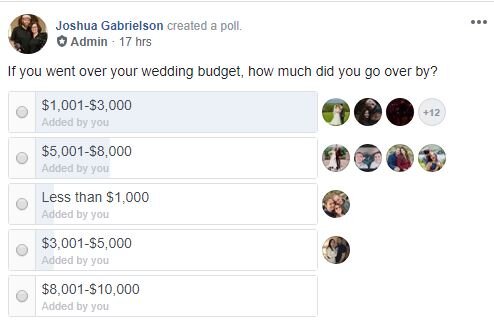 Joshua Gabrielson created a poll.
Admin · 17 hrs
If you went over your wedding budget, how much did you go over by?
$1,001-$3,000
Added by you
+12
$5,001-$8,000
Added by you
Less than $1,000
Added by you
$3,001-$5,000
Added by you
$8,001-$10,000
Added by you